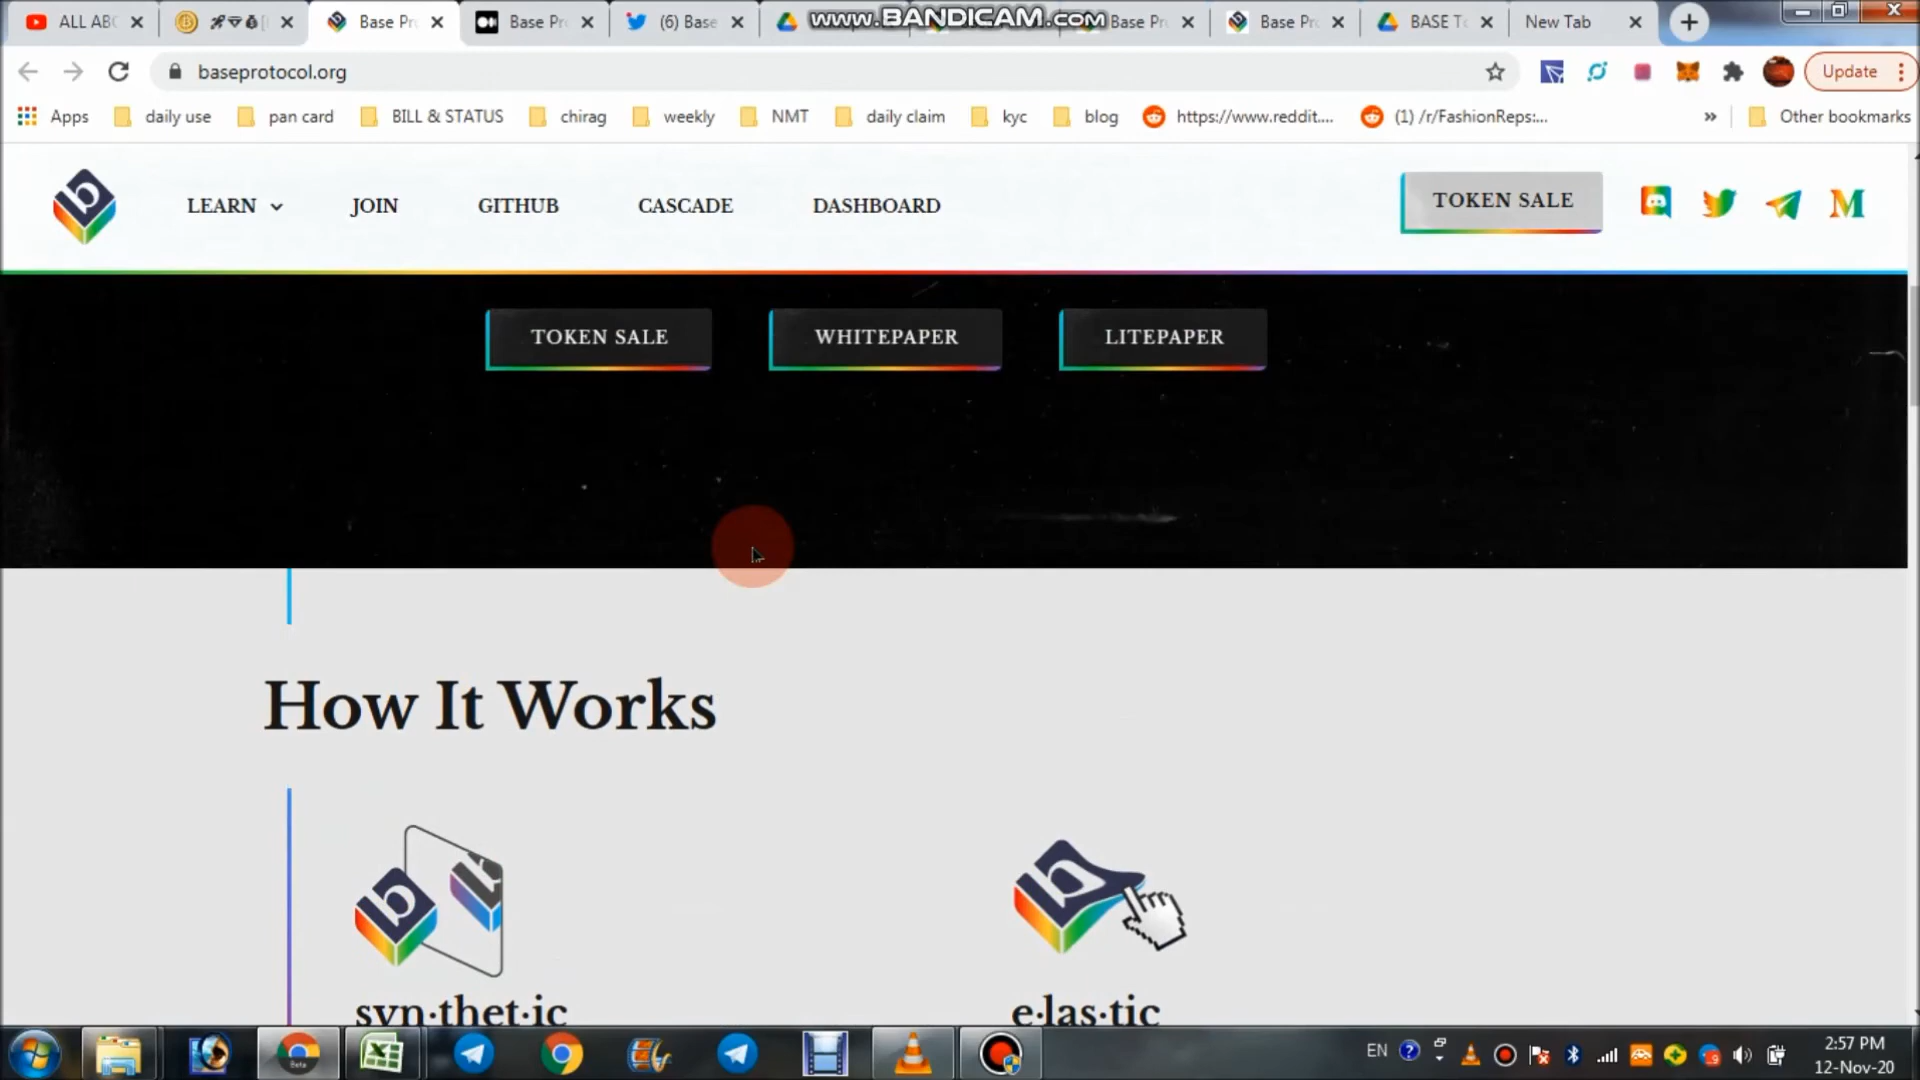 ALL ABC
Base Pr
Base Pr
(6) Base
www.BANDICAM.com
Base Pr
Base Pr
BASE T
New Tab
baseprotocol.org
Update
Apps
daily use
pan card
BILL & STATUS
chirag
weekly
NMT
daily claim
kyc
blog
https://www.reddit....
(1) /r/FashionReps:...
»
Other bookmarks
LEARN
JOIN
GITHUB
CASCADE
DASHBOARD
TOKEN SALE
M
TOKEN SALE
WHITEPAPER
LITEPAPER
How It Works
syn·thet·ic
e·las·tic
Beta
EN
2:57 PM
12-Nov-20